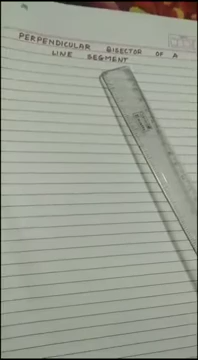 PERPENDICULAR BISECTOR OF A
LINE SEGMENT